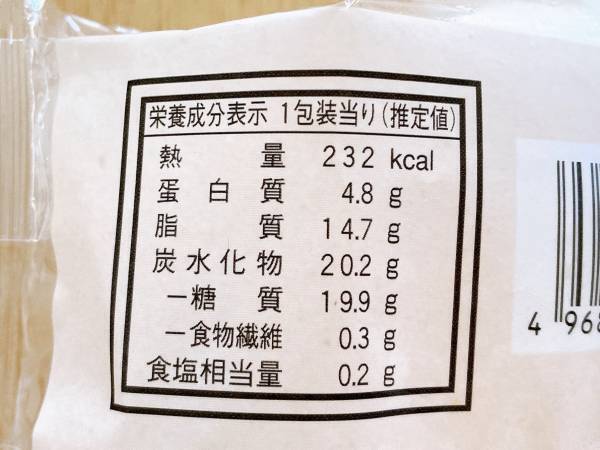 栄養成分表示 1包装当り(推定値)
熱量 232 kcal
蛋白質 4.8 g
脂質 14.7 g
炭水化物 20.2 g
－糖質 19.9 g
－食物繊維 0.3 g
食塩相当量 0.2 g
4 968